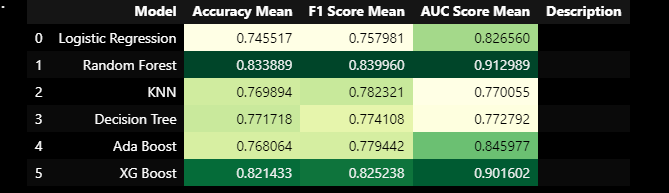 Model Accuracy Mean F1 Score Mean AUC Score Mean Description
0 Logistic Regression 0.745517 0.757981 0.826560
1 Random Forest 0.833889 0.839960 0.912989
2 KNN 0.769894 0.782321 0.770055
3 Decision Tree 0.771718 0.774108 0.772792
4 Ada Boost 0.768064 0.779442 0.845977
5 XG Boost 0.821433 0.825238 0.901602